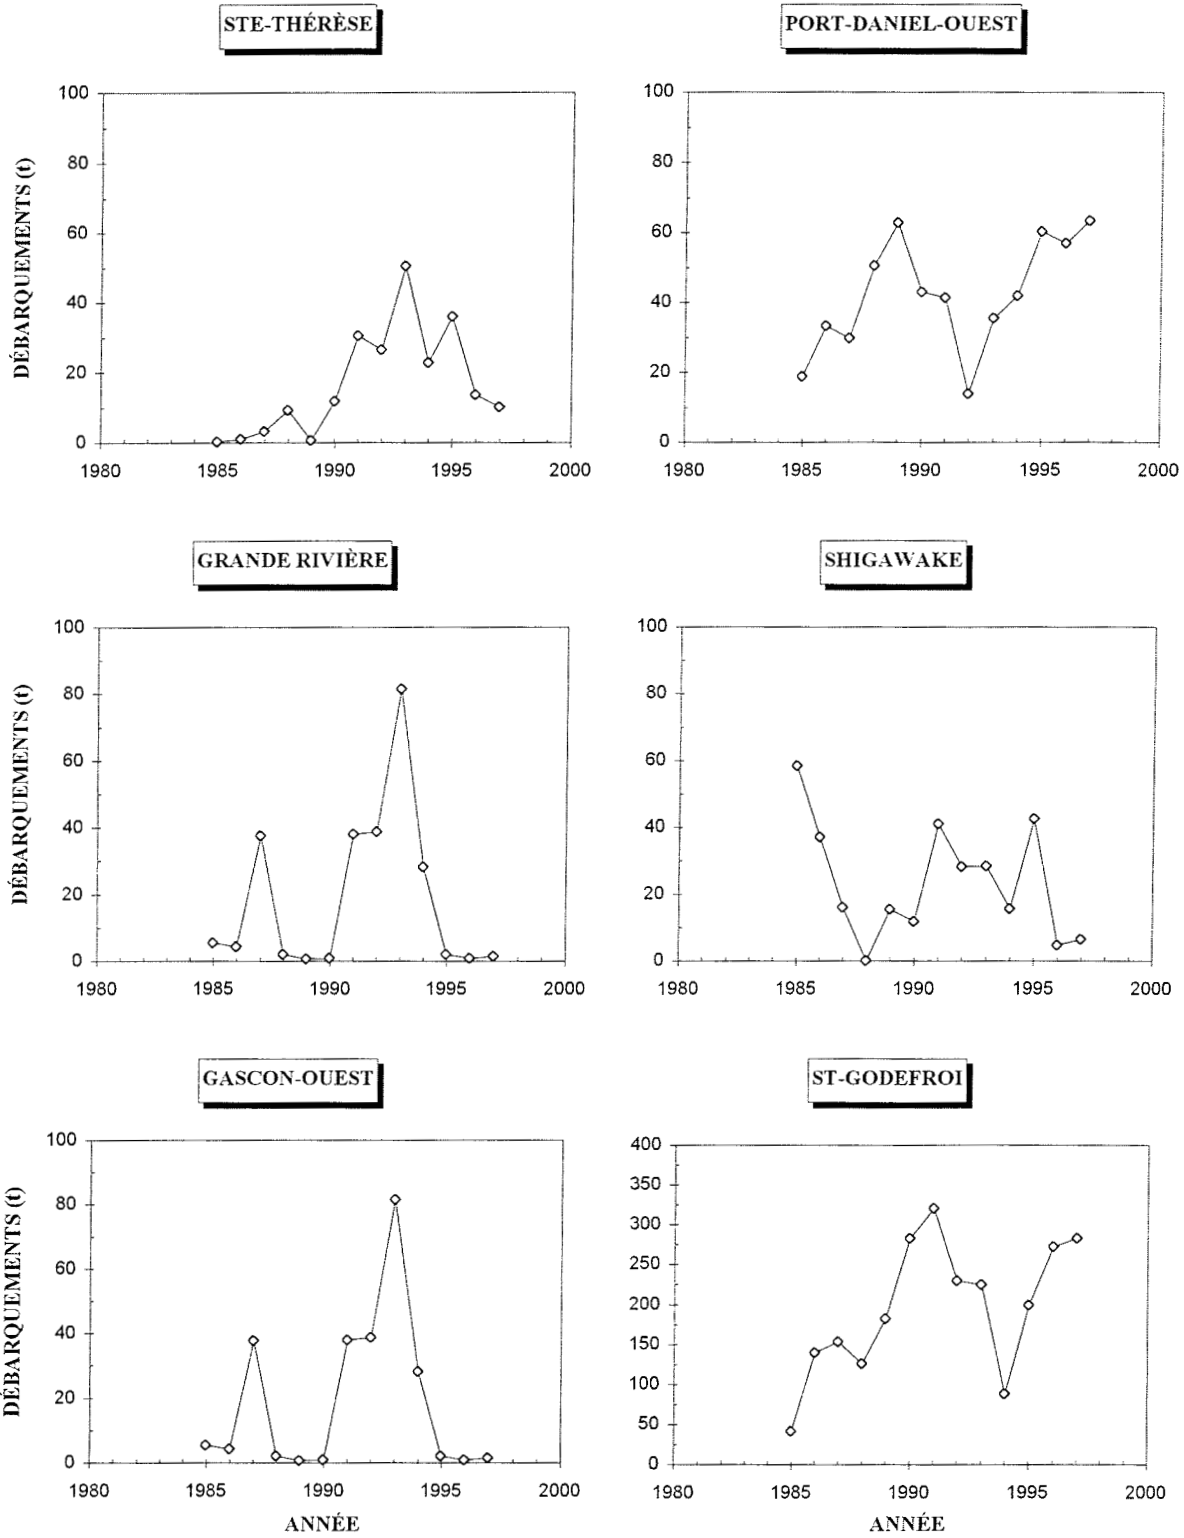 STE-THÉRÈSE
DÉBARQUEMENTS (t)
100
80
60
40
20
0
1980 1985 1990 1995 2000
PORT-DANIEL-OUEST
100
80
60
40
20
0
1980 1985 1990 1995 2000
GRANDE RIVIÈRE
DÉBARQUEMENTS (t)
100
80
60
40
20
0
1980 1985 1990 1995 2000
SHIGAWAKE
100
80
60
40
20
0
1980 1985 1990 1995 2000
GASCON-OUEST
DÉBARQUEMENTS (t)
100
80
60
40
20
0
1980 1985 1990 1995 2000
ANNÉE
ST-GODEFROI
400
350
300
250
200
150
100
50
0
1980 1985 1990 1995 2000
ANNÉE